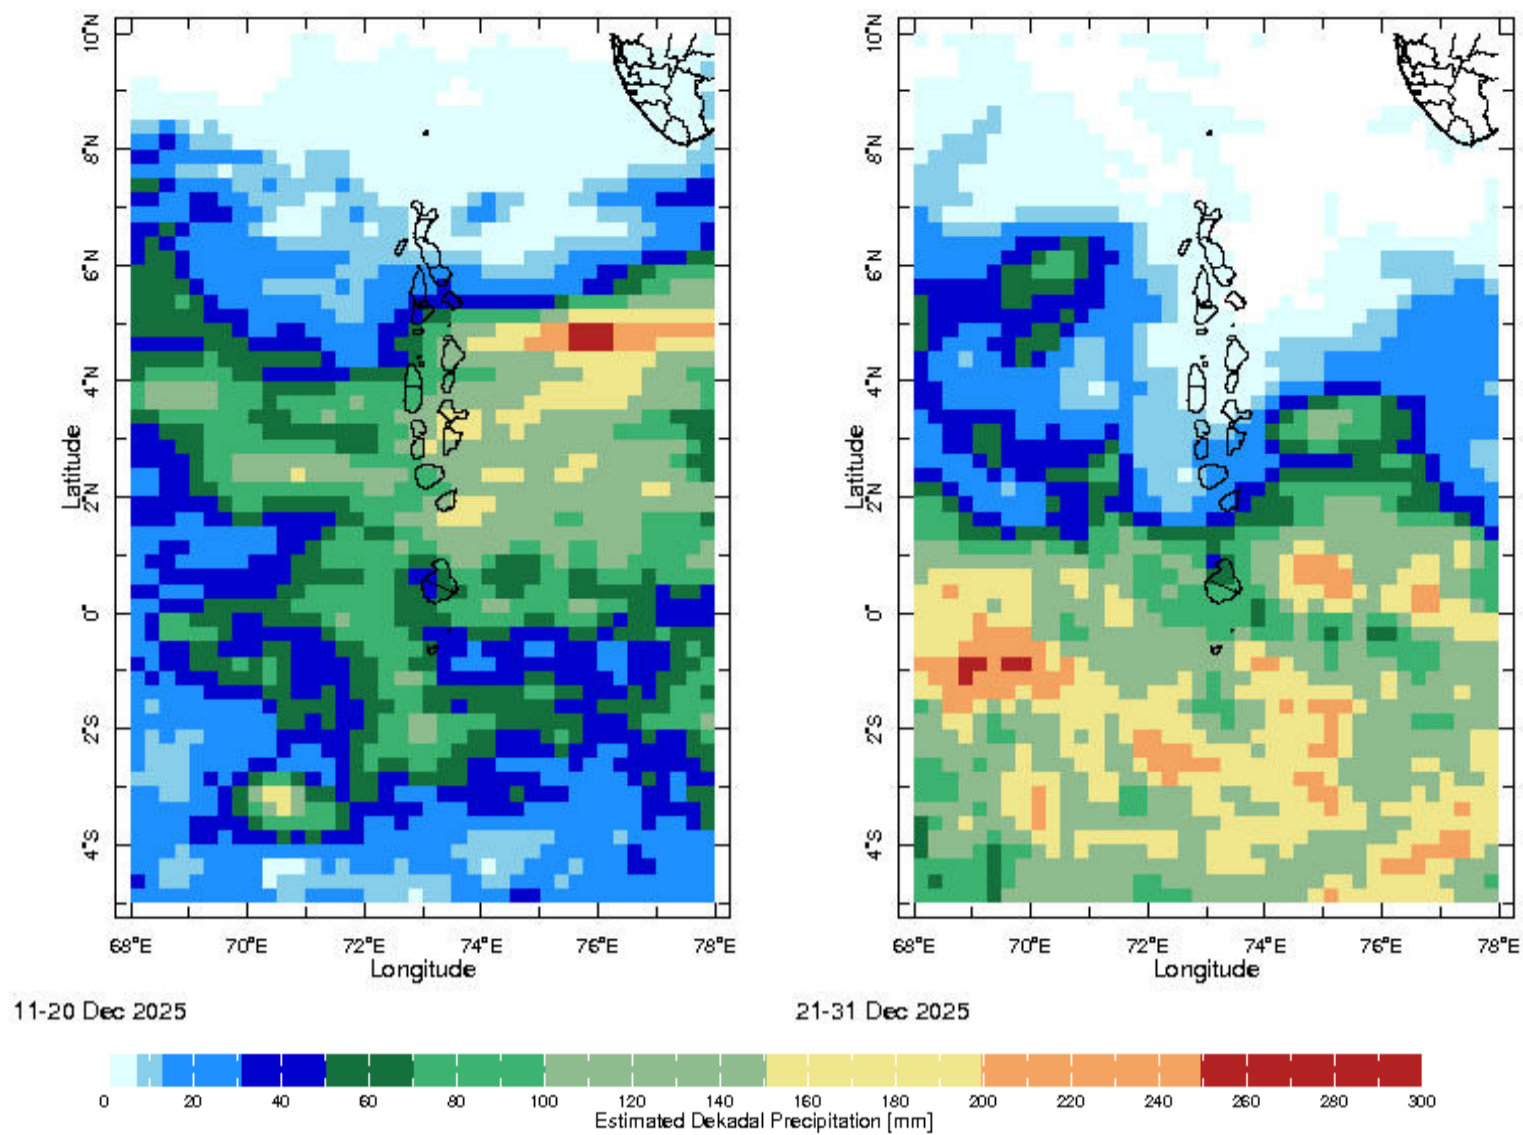 10°N
8°N
6°N
4°N
2°N
0°
2°S
4°S
Latitude
68°E 70°E 72°E 74°E 76°E 78°E
Longitude
10°N
8°N
6°N
4°N
2°N
0°
2°S
4°S
Latitude
68°E 70°E 72°E 74°E 76°E 78°E
Longitude
11-20 Dec 2025
21-31 Dec 2025
0 20 40 60 80 100 120 140 160 180 200 220 240 260 280 300
Estimated Dekadal Precipitation [mm]